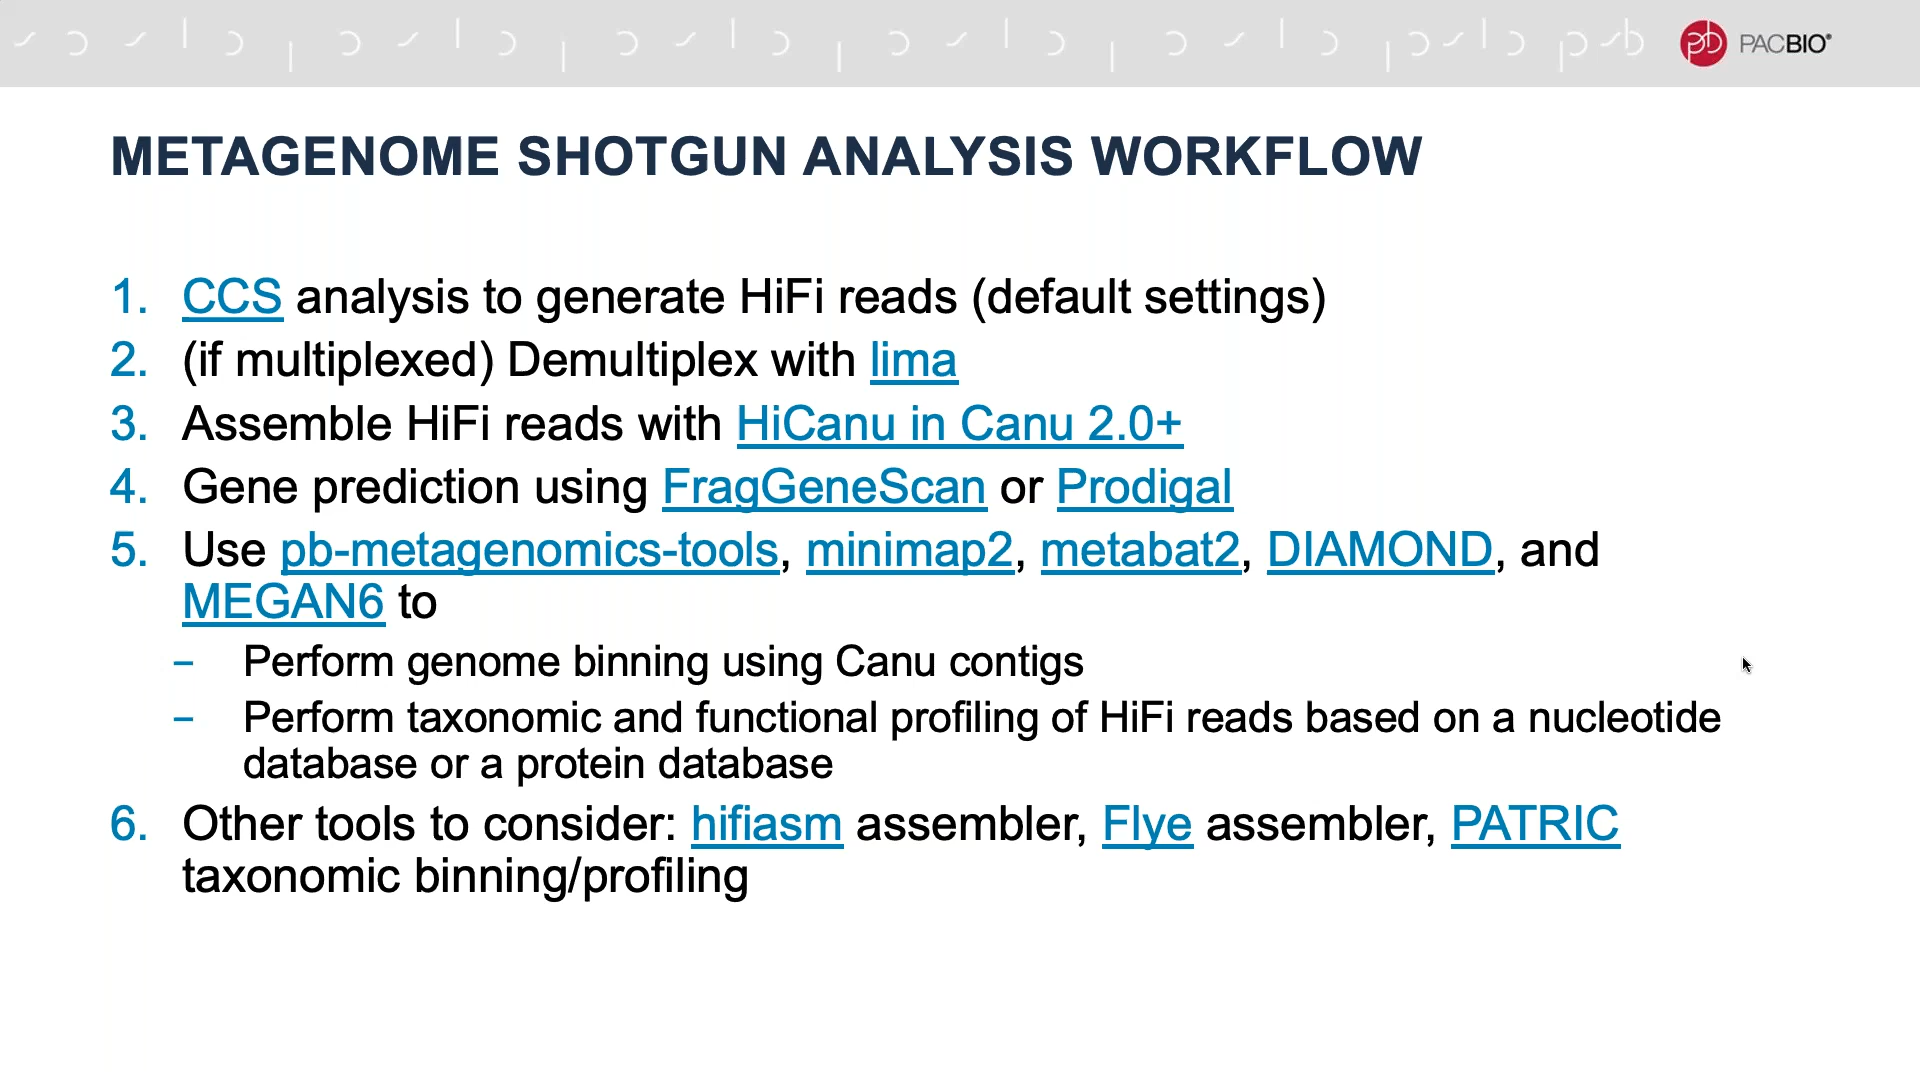 PACBIO®
METAGENOME SHOTGUN ANALYSIS WORKFLOW
1. CCS analysis to generate HiFi reads (default settings)
2. (if multiplexed) Demultiplex with lima
3. Assemble HiFi reads with HiCanu in Canu 2.0+
4. Gene prediction using FragGeneScan or Prodigal
5. Use pb-metagenomics-tools, minimap2, metabat2, DIAMOND, and
MEGAN6 to
– Perform genome binning using Canu contigs
– Perform taxonomic and functional profiling of HiFi reads based on a nucleotide
database or a protein database
6. Other tools to consider: hifiasm assembler, Flye assembler, PATRIC
taxonomic binning/profiling